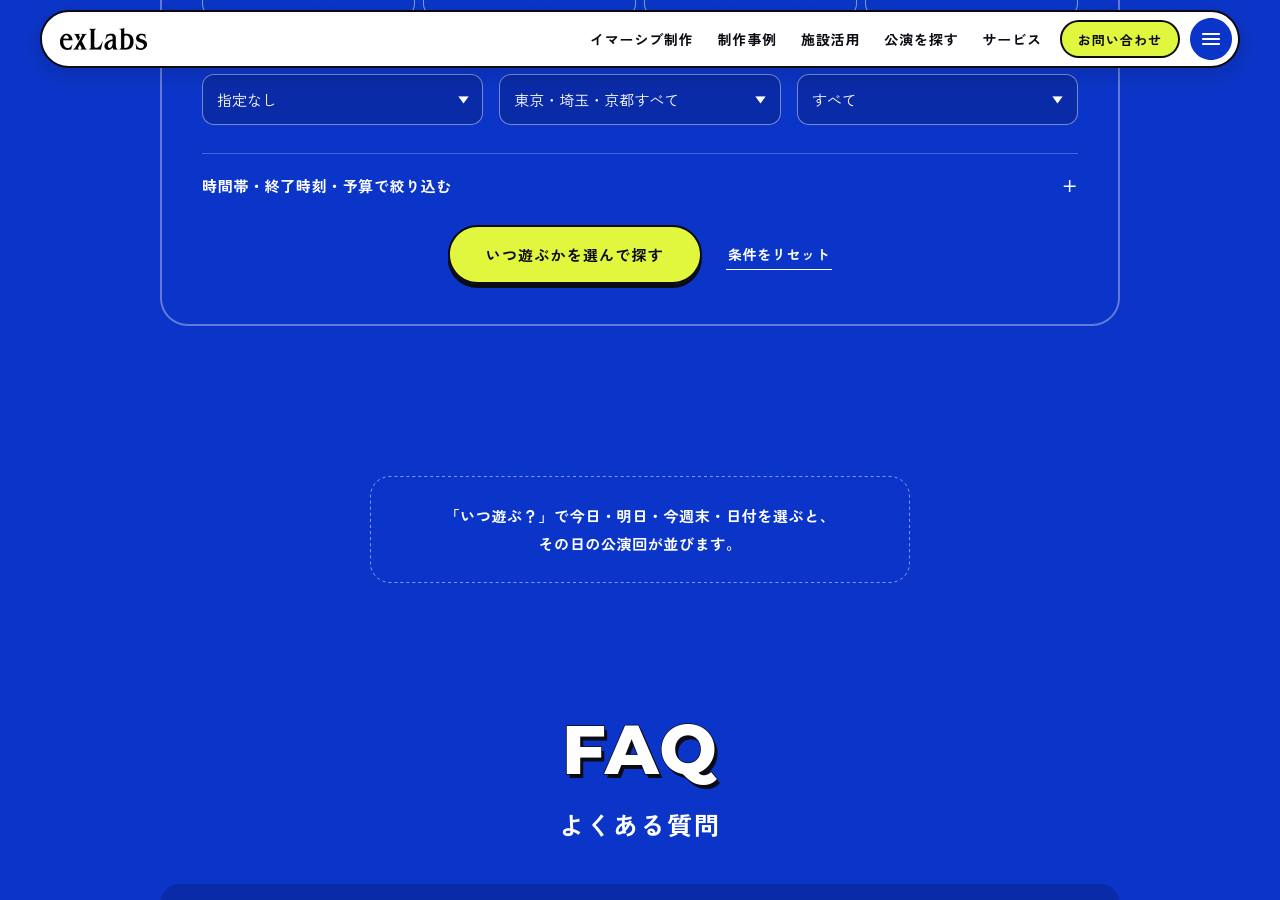 exLabs
イマーシブ制作
制作事例
施設活用
公演を探す
サービス
お問い合わせ
指定なし
東京・埼玉・京都すべて
すべて
時間帯・終了時刻・予算で絞り込む
いつ遊ぶかを選んで探す
条件をリセット
「いつ遊ぶ？」で今日・明日・今週末・日付を選ぶと、
その日の公演回が並びます。
FAQ
よくある質問